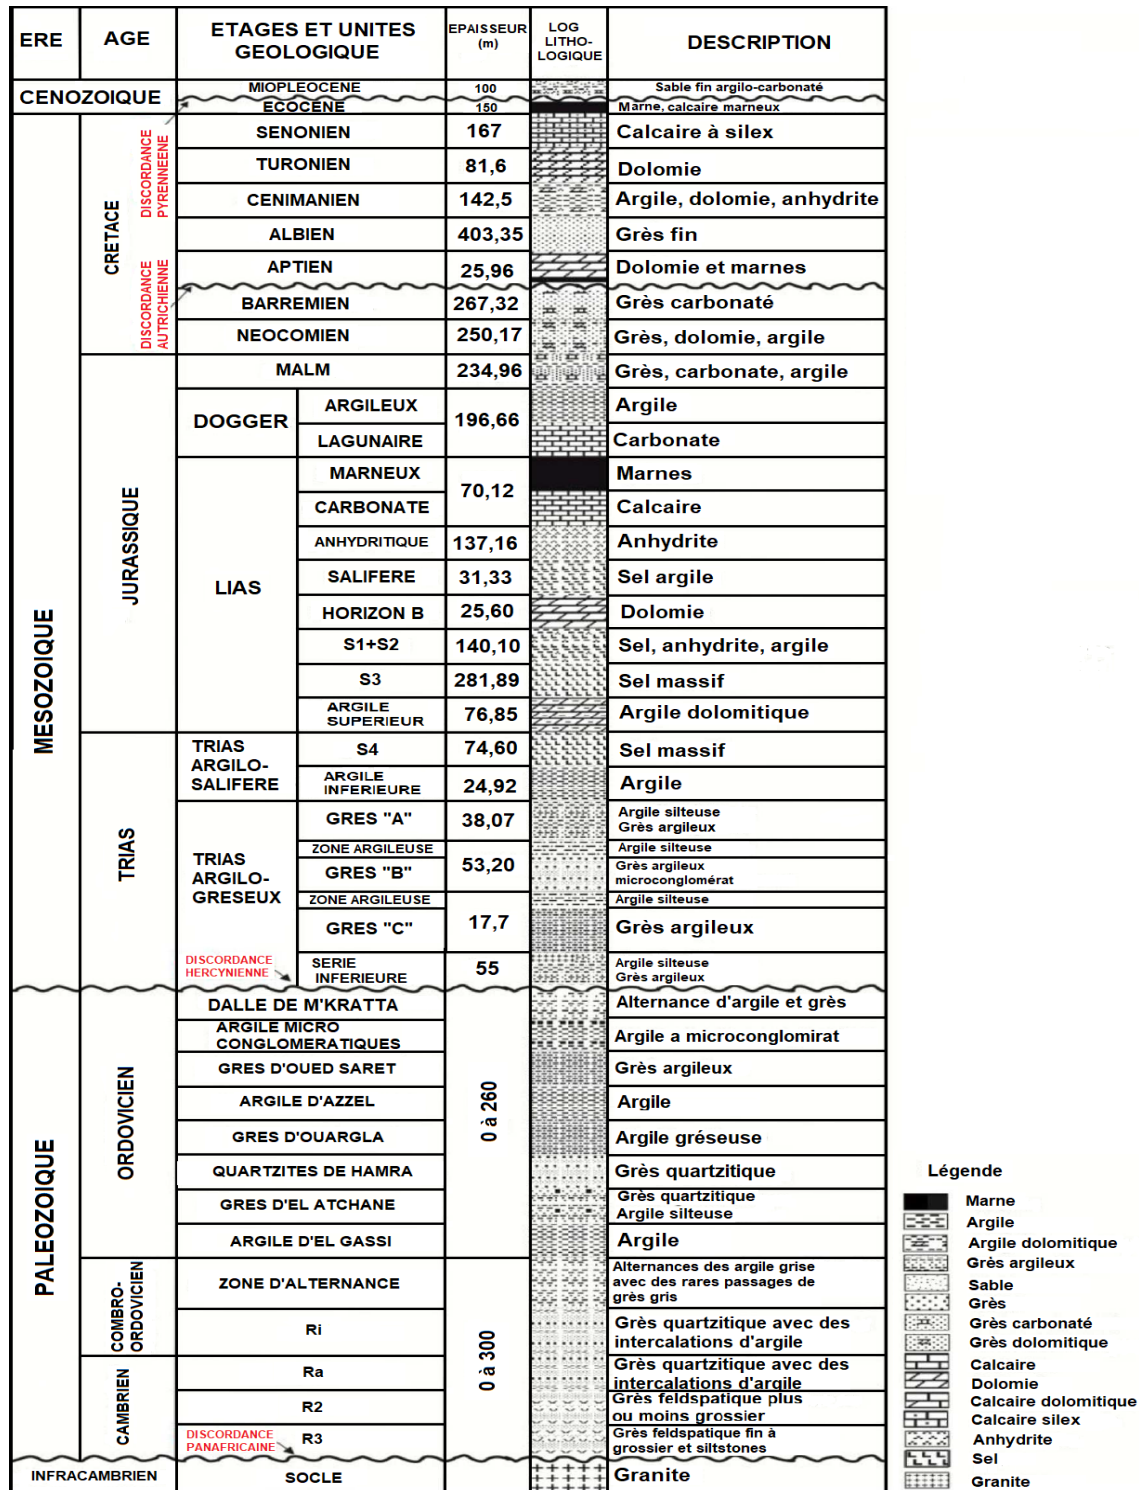 ERE
AGE
ETAGES ET UNITES
GEOLOGIQUE
EPAISSEUR
(m)
LOG
LITHO-
LOGIQUE
DESCRIPTION
CENOZOIQUE
MIOPLEOCENE
100
Sable fin argilo-carbonaté
ECOCENE
150
Marne, calcaire marneux
MESOZOIQUE
CRETACE
DISCORDANCE
PYRENNEENE
SENONIEN
167
Calcaire à silex
TURONIEN
81,6
Dolomie
CENIMANIEN
142,5
Argile, dolomie, anhydrite
ALBIEN
403,35
Grès fin
DISCORDANCE
AUTRICHIENNE
APTIEN
25,96
Dolomie et marnes
BARREMIEN
267,32
Grès carbonaté
NEOCOMIEN
250,17
Grès, dolomie, argile
JURASSIQUE
MALM
234,96
Grès, carbonate, argile
DOGGER
ARGILEUX
196,66
Argile
LAGUNAIRE
Carbonate
LIAS
MARNEUX
70,12
Marnes
CARBONATE
Calcaire
ANHYDRITIQUE
137,16
Anhydrite
SALIFERE
31,33
Sel argile
HORIZON B
25,60
Dolomie
S1+S2
140,10
Sel, anhydrite, argile
S3
281,89
Sel massif
ARGILE
SUPERIEUR
76,85
Argile dolomitique
TRIAS
TRIAS
ARGILO-
SALIFERE
S4
74,60
Sel massif
ARGILE
INFERIEURE
24,92
Argile
TRIAS
ARGILO-
GRESEUX
GRES "A"
38,07
Argile silteuse
Grès argileux
ZONE ARGILEUSE
53,20
Argile silteuse
GRES "B"
Grès argileux
microconglomérat
ZONE ARGILEUSE
17,7
Argile silteuse
GRES "C"
Grès argileux
DISCORDANCE
HERCYNIENNE
SERIE
INFERIEURE
55
Argile silteuse
Grès argileux
PALEOZOIQUE
ORDOVICIEN
DALLE DE M'KRATTA
0 à 260
Alternance d'argile et grès
ARGILE MICRO
CONGLOMERATIQUES
Argile a microconglomirat
GRES D'OUED SARET
Grès argileux
ARGILE D'AZZEL
Argile
GRES D'OUARGLA
Argile gréseuse
QUARTZITES DE HAMRA
Grès quartzitique
GRES D'EL ATCHANE
Grès quartzitique
Argile silteuse
ARGILE D'EL GASSI
Argile
COMBRO-
ORDOVICIEN
ZONE D'ALTERNANCE
0 à 300
Alternances des argile grise
avec des rares passages de
grès gris
Ri
Grès quartzitique avec des
intercalations d'argile
CAMBRIEN
Ra
Grès quartzitique avec des
intercalations d'argile
R2
Grès feldspatique plus
ou moins grossier
DISCORDANCE
PANAFRICAINE
R3
Grès feldspatique fin à
grossier et siltstones
INFRACAMBRIEN
SOCLE
Granite
Légende
Marne
Argile
Argile dolomitique
Grès argileux
Sable
Grès
Grès carbonaté
Grès dolomitique
Calcaire
Dolomie
Calcaire dolomitique
Calcaire silex
Anhydrite
Sel
Granite